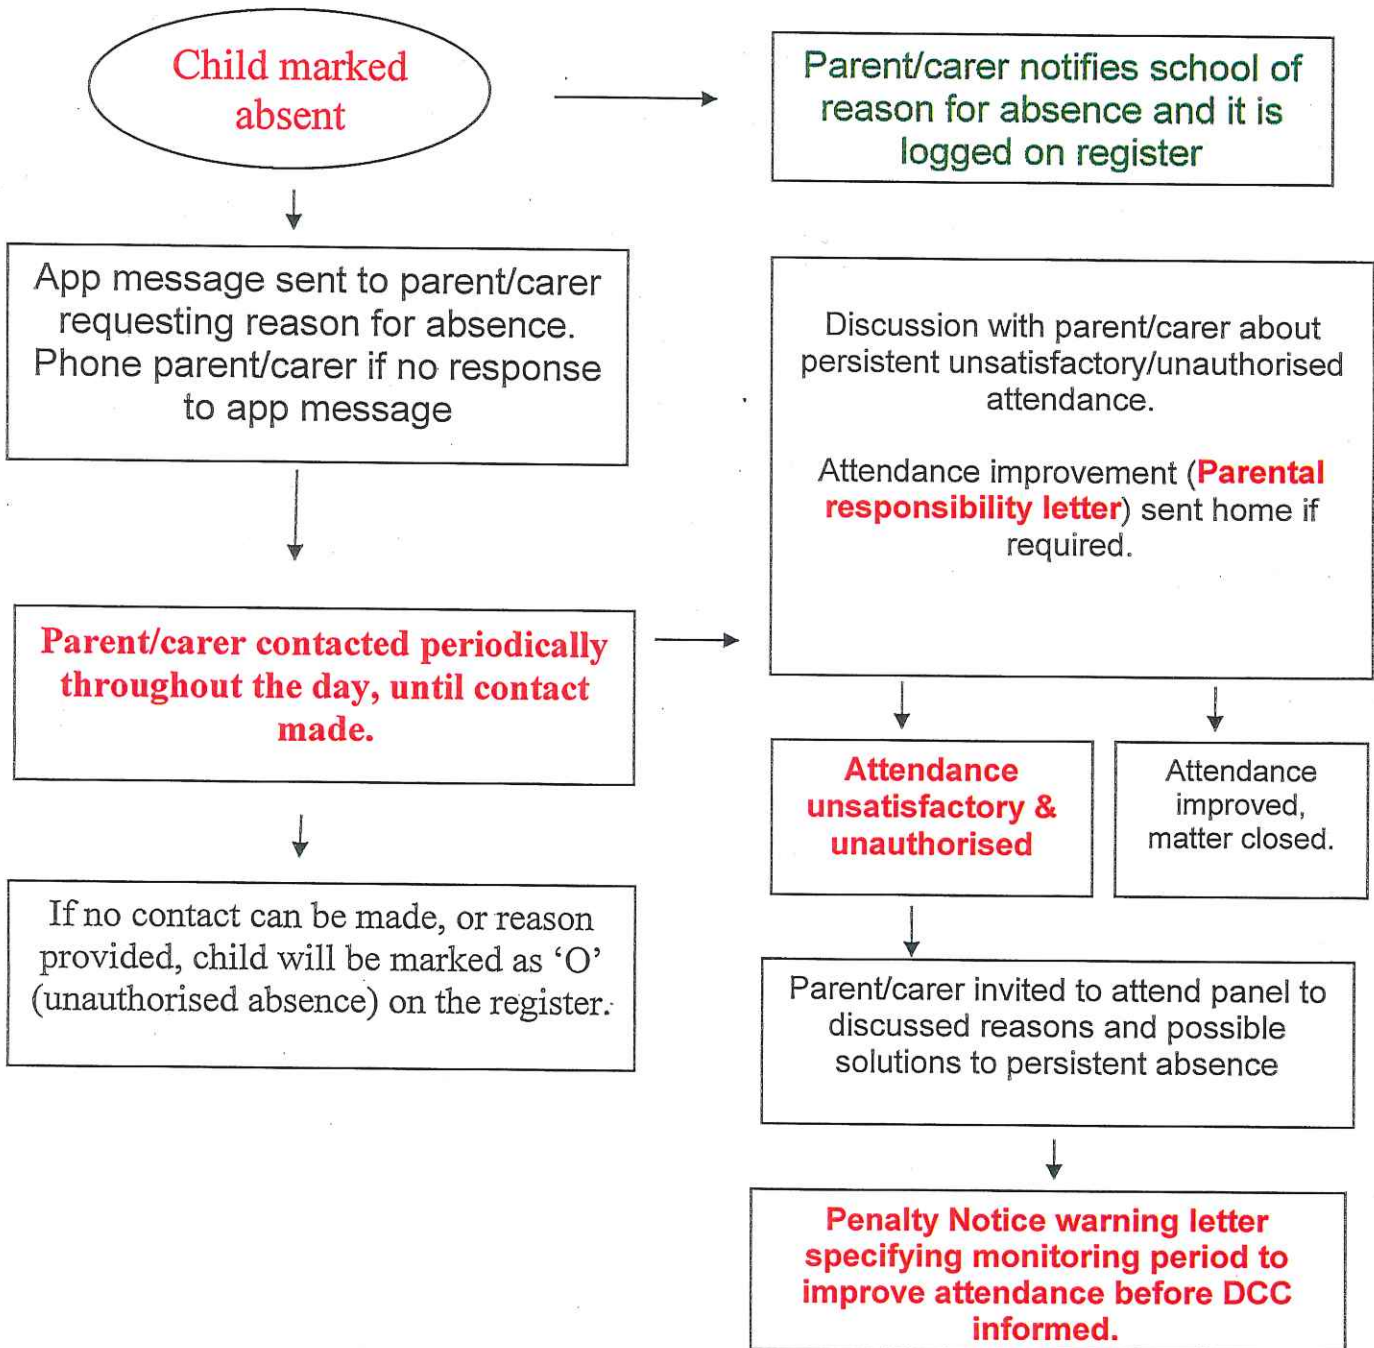 Child marked
absent
Parent/carer notifies school of
reason for absence and it is
logged on register
App message sent to parent/carer
requesting reason for absence.
Phone parent/carer if no response
to app message
Parent/carer contacted periodically
throughout the day, until contact
made.
If no contact can be made, or reason
provided, child will be marked as ‘O’
(unauthorised absence) on the register.
Discussion with parent/carer about
persistent unsatisfactory/unauthorised
attendance.
Attendance improvement (Parental
responsibility letter) sent home if
required.
Attendance
unsatisfactory &
unauthorised
Attendance
improved,
matter closed.
Parent/carer invited to attend panel to
discussed reasons and possible
solutions to persistent absence
Penalty Notice warning letter
specifying monitoring period to
improve attendance before DCC
informed.